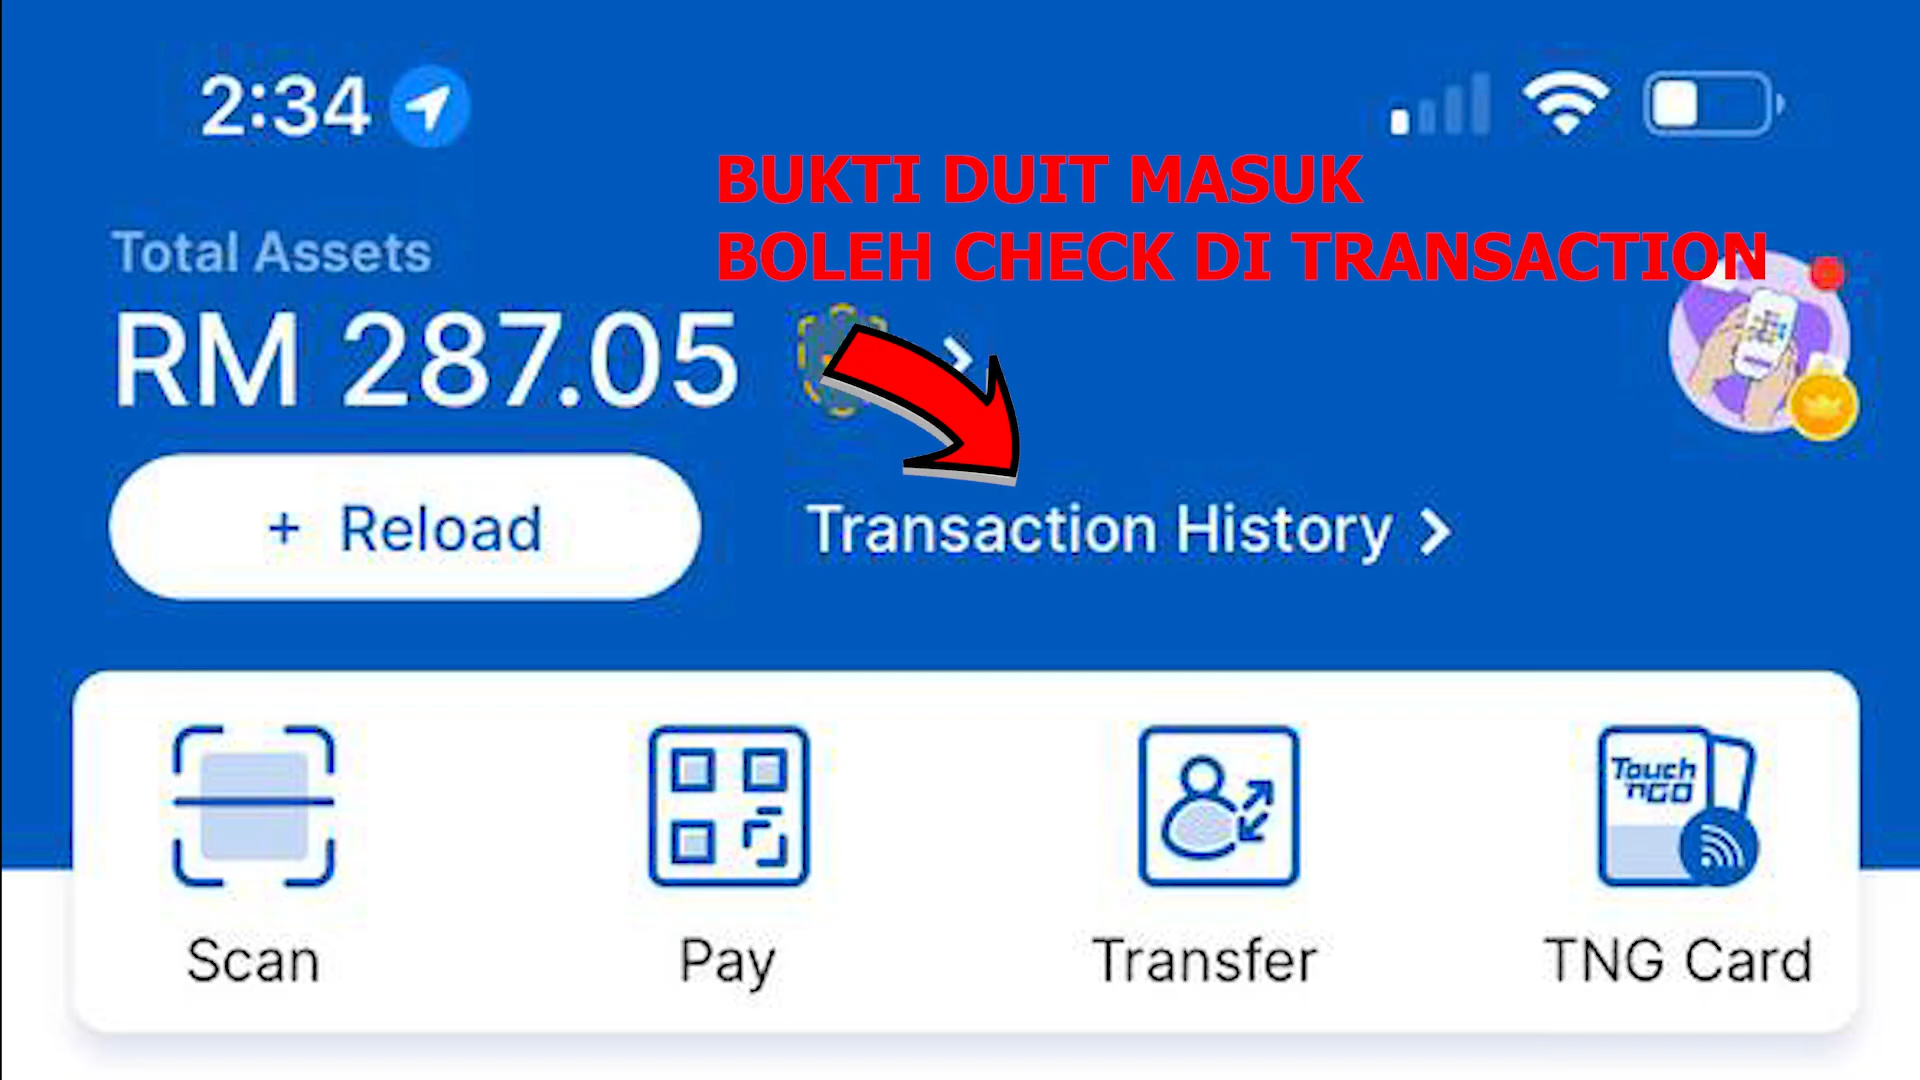 2:34
BUKTI DUIT MASUK
BOLEH CHECK DI TRANSACTION
Total Assets
RM 287.05
+ Reload
Transaction History >
Touch
'nGO
Scan
Pay
Transfer
TNG Card